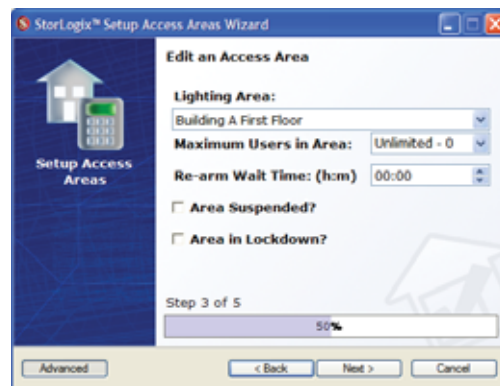 StorLogix™ Setup Access Areas Wizard
Edit an Access Area
Lighting Area:
Building A First Floor
Maximum Users in Area: Unlimited - 0
Setup Access
Areas
Re-arm Wait Time: (h:m) 00:00
Area Suspended?
Area in Lockdown?
Step 3 of 5
50%
Advanced < Back Next > Cancel